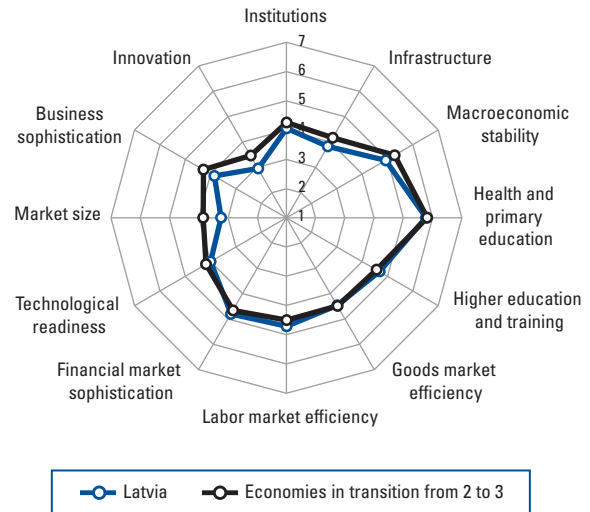 Institutions
7
Innovation
Infrastructure
6
5
Business
sophistication
Macroeconomic
stability
4
3
2
Market size
1
Health and
primary
education
Technological
readiness
Higher education
and training
Financial market
sophistication
Goods market
efficiency
Labor market efficiency
Latvia
Economies in transition from 2 to 3